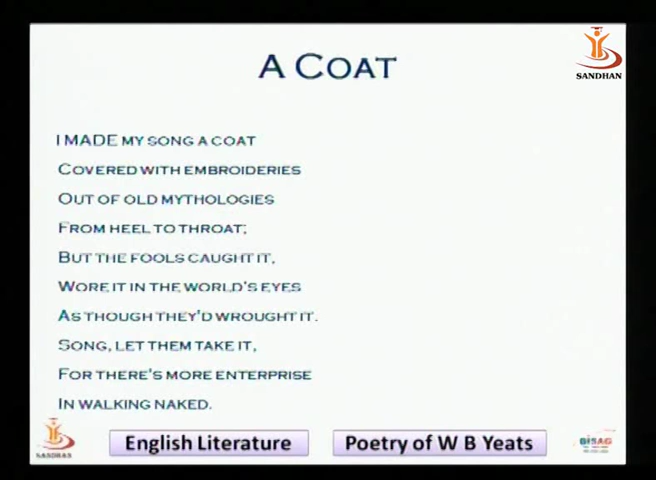 A COAT
SANDHAN
I MADE MY SONG A COAT
COVERED WITH EMBROIDERIES
OUT OF OLD MYTHOLOGIES
FROM HEEL TO THROAT;
BUT THE FOOLS CAUGHT IT,
WORE IT IN THE WORLD'S EYES
AS THOUGH THEY'D WROUGHT IT.
SONG, LET THEM TAKE IT,
FOR THERE'S MORE ENTERPRISE
IN WALKING NAKED.
SANDHAN
English Literature
Poetry of W B Yeats
BISAG